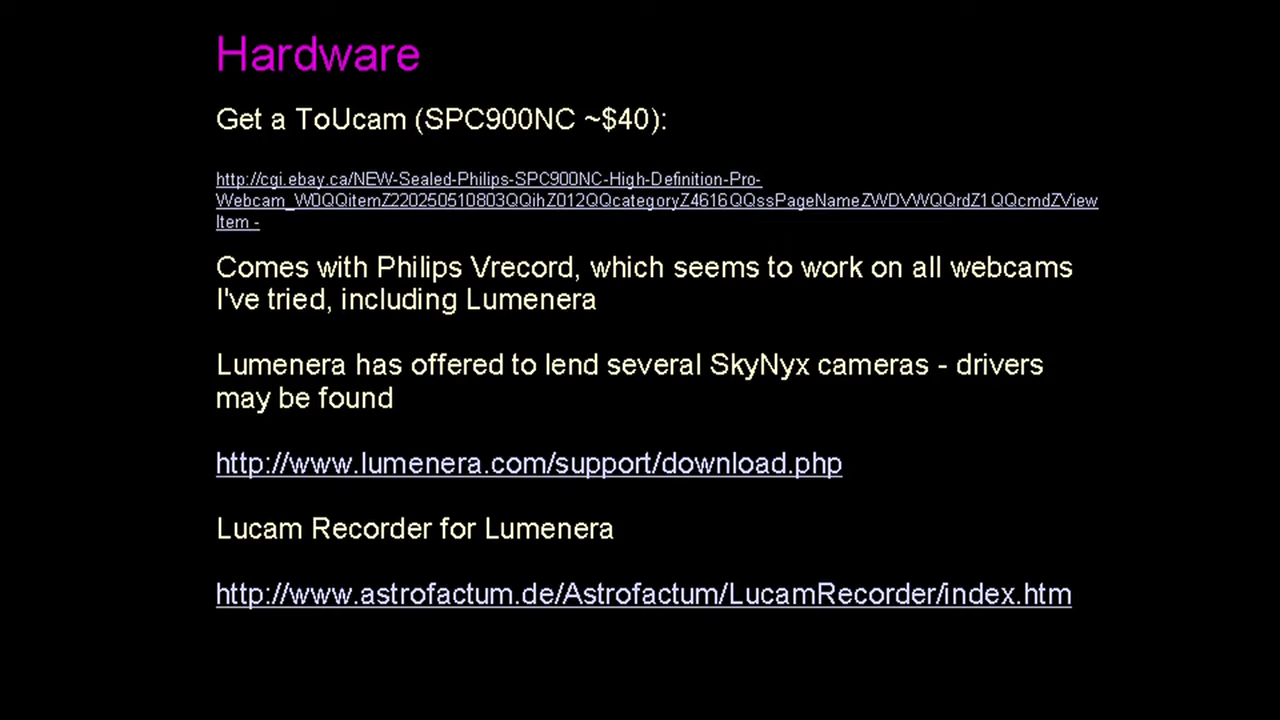 Hardware
Get a ToUcam (SPC900NC ~$40):
http://cgi.ebay.ca/NEW-Sealed-Philips-SPC900NC-High-Definition-Pro-
Webcam_W0QQitemZ220250510803QQihZ012QQcategoryZ4616QQssPageNameZWDVWQQrdZ1QQcmdZView
Item -
Comes with Philips Vrecord, which seems to work on all webcams
I've tried, including Lumenera
Lumenera has offered to lend several SkyNyx cameras - drivers
may be found
http://www.lumenera.com/support/download.php
Lucam Recorder for Lumenera
http://www.astrofactum.de/Astrofactum/LucamRecorder/index.htm